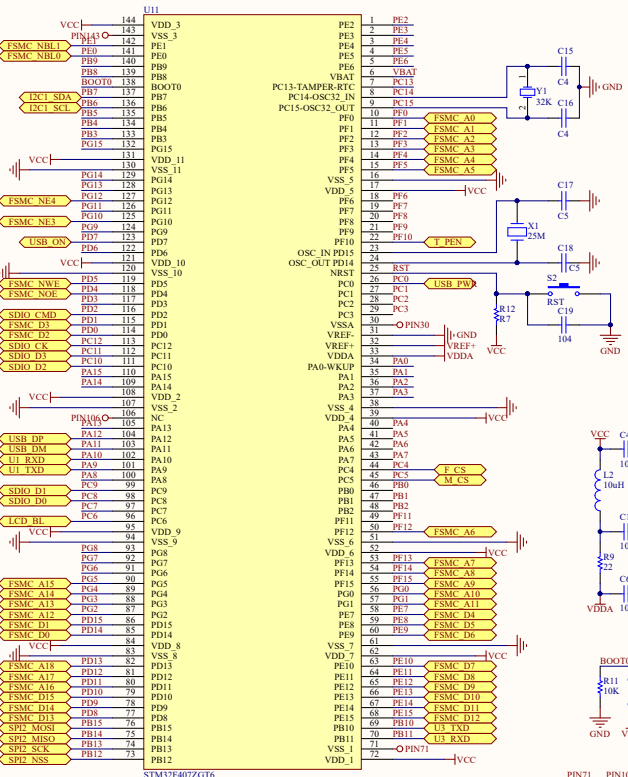 U11
VCC 144 VDD_3 PE2 1 PE2
PIN143 143 VSS_3 PE3 2 PE3
FSMC_NBL1 PE1 142 PE1 PE4 3 PE4
FSMC_NBL0 PE0 141 PE0 PE5 4 PE5
PB9 140 PB9 PE6 5 PE6
PB8 139 PB8 VBAT 6 VBAT
BOOT0 138 BOOT0 PC13-TAMPER-RTC 7 PC13
I2C1_SDA PB7 137 PB7 PC14-OSC32_IN 8 PC14
I2C1_SCL PB6 136 PB6 PC15-OSC32_OUT 9 PC15
PB5 135 PB5 PF0 10 PF0 FSMC_A0
PB4 134 PB4 PF1 11 PF1 FSMC_A1
PB3 133 PB3 PF2 12 PF2 FSMC_A2
PG15 132 PG15 PF3 13 PF3 FSMC_A3
VCC 131 VDD_11 PF4 14 PF4 FSMC_A4
130 VSS_11 PF5 15 PF5 FSMC_A5
PG14 129 PG14 VSS_5 16
PG13 128 PG13 VDD_5 17 VCC
FSMC_NE4 PG12 127 PG12 PF6 18 PF6
PG11 126 PG11 PF7 19 PF7
FSMC_NE3 PG10 125 PG10 PF8 20 PF8
PG9 124 PG9 PF9 21 PF9
USB_ON PD7 123 PD7 PF10 22 PF10 T_PEN
PD6 122 PD6 OSC_IN PD15 23
VCC 121 VDD_10 OSC_OUT PD14 24
120 VSS_10 NRST 25 RST
FSMC_NWE PD5 119 PD5 PC0 26 PC0 USB_PWR
FSMC_NOE PD4 118 PD4 PC1 27 PC1
PD3 117 PD3 PC2 28 PC2
SDIO_CMD PD2 116 PD2 PC3 29 PC3
FSMC_D3 PD1 115 PD1 VSSA 30 PIN30
FSMC_D2 PD0 114 PD0 VREF- 31 GND
SDIO_CK PC12 113 PC12 VREF+ 32 VREF+
SDIO_D3 PC11 112 PC11 VDDA 33 VDDA
SDIO_D2 PC10 111 PC10 PA0-WKUP 34 PA0
PA15 110 PA15 PA1 35 PA1
PA14 109 PA14 PA2 36 PA2
VCC 108 VDD_2 PA3 37 PA3
107 VSS_2 VSS_4 38
PIN106 106 NC VDD_4 39 VCC
PA13 105 PA13 PA4 40 PA4
USB_DP PA12 104 PA12 PA5 41 PA5
USB_DM PA11 103 PA11 PA6 42 PA6
U1_RXD PA10 102 PA10 PA7 43 PA7
U1_TXD PA9 101 PA9 PC4 44 PC4 F_CS
PA8 100 PA8 PC5 45 PC5 M_CS
SDIO_D1 PC9 99 PC9 PB0 46 PB0
SDIO_D0 PC8 98 PC8 PB1 47 PB1
PC7 97 PC7 PB2 48 PB2
LCD_BL PC6 96 PC6 PF11 49 PF11
VCC 95 VDD_9 PF12 50 PF12 FSMC_A6
94 VSS_9 VSS_6 51
PG8 93 PG8 VDD_6 52 VCC
PG7 92 PG7 PF13 53 PF13 FSMC_A7
PG6 91 PG6 PF14 54 PF14 FSMC_A8
FSMC_A15 PG5 90 PG5 PF15 55 PF15 FSMC_A9
FSMC_A14 PG4 89 PG4 PG0 56 PG0 FSMC_A10
FSMC_A13 PG3 88 PG3 PG1 57 PG1 FSMC_A11
FSMC_A12 PG2 87 PG2 PE7 58 PE7 FSMC_D4
FSMC_D1 PD15 86 PD15 PE8 59 PE8 FSMC_D5
FSMC_D0 PD14 85 PD14 PE9 60 PE9 FSMC_D6
VCC 84 VDD_8 VSS_7 61
83 VSS_8 VDD_7 62 VCC
FSMC_A18 PD13 82 PD13 PE10 63 PE10 FSMC_D7
FSMC_A17 PD12 81 PD12 PE11 64 PE11 FSMC_D8
FSMC_A16 PD11 80 PD11 PE12 65 PE12 FSMC_D9
FSMC_D15 PD10 79 PD10 PE13 66 PE13 FSMC_D10
FSMC_D14 PD9 78 PD9 PE14 67 PE14 FSMC_D11
FSMC_D13 PD8 77 PD8 PE15 68 PE15 FSMC_D12
SPI2_MOSI PB15 76 PB15 PB10 69 PB10 U3_TXD
SPI2_MISO PB14 75 PB14 PB11 70 PB11 U3_RXD
SPI2_SCK PB13 74 PB13 VSS_1 71 PIN71
SPI2_NSS PB12 73 PB12 VDD_1 72 VCC
STM32F407ZGT6
C15
C4
1
Y1
32K
2
GND
C16
C4
C17
C5
X1
25M
C18
C5
S2
RST
R12
R7
C19
104
VCC
GND
VCC
L2
10uH
R9
22
VDDA
BOOT0
R11
10K
GND
PIN71